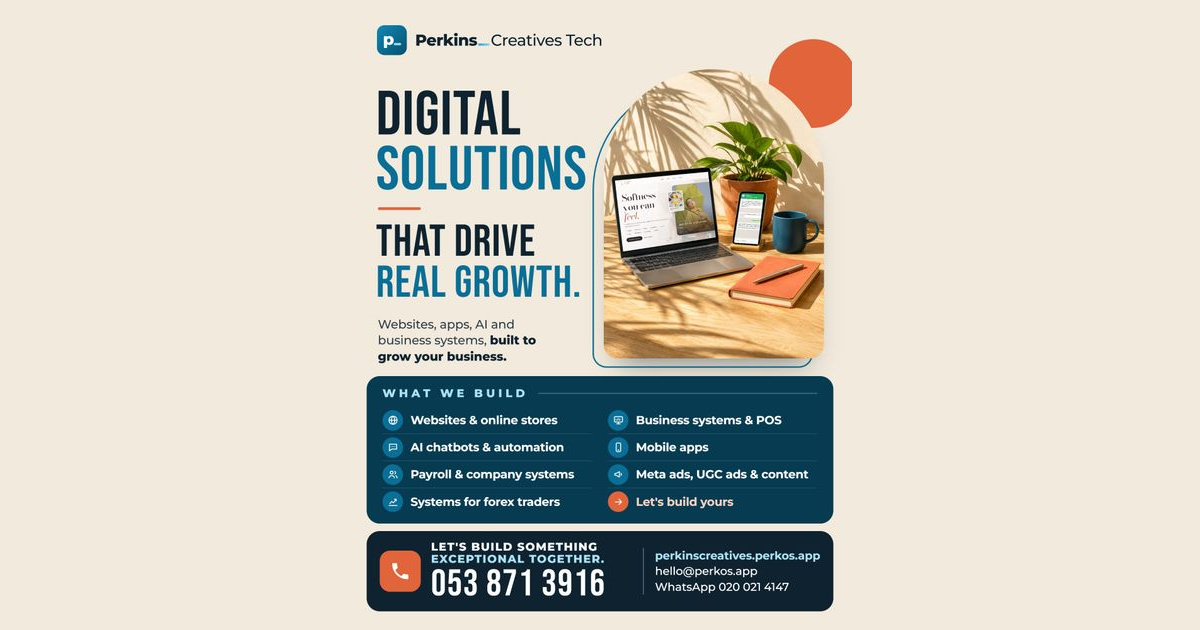 p_
Perkins_Creatives Tech
DIGITAL
SOLUTIONS
THAT DRIVE
REAL GROWTH.
Websites, apps, AI and
business systems, built to
grow your business.
Softness
you can
feel.
WHAT WE BUILD
Websites & online stores
AI chatbots & automation
Payroll & company systems
Systems for forex traders
Business systems & POS
Mobile apps
Meta ads, UGC ads & content
Let's build yours
LET'S BUILD SOMETHING
EXCEPTIONAL TOGETHER.
053 871 3916
perkinscreatives.perkos.app
hello@perkos.app
WhatsApp 020 021 4147